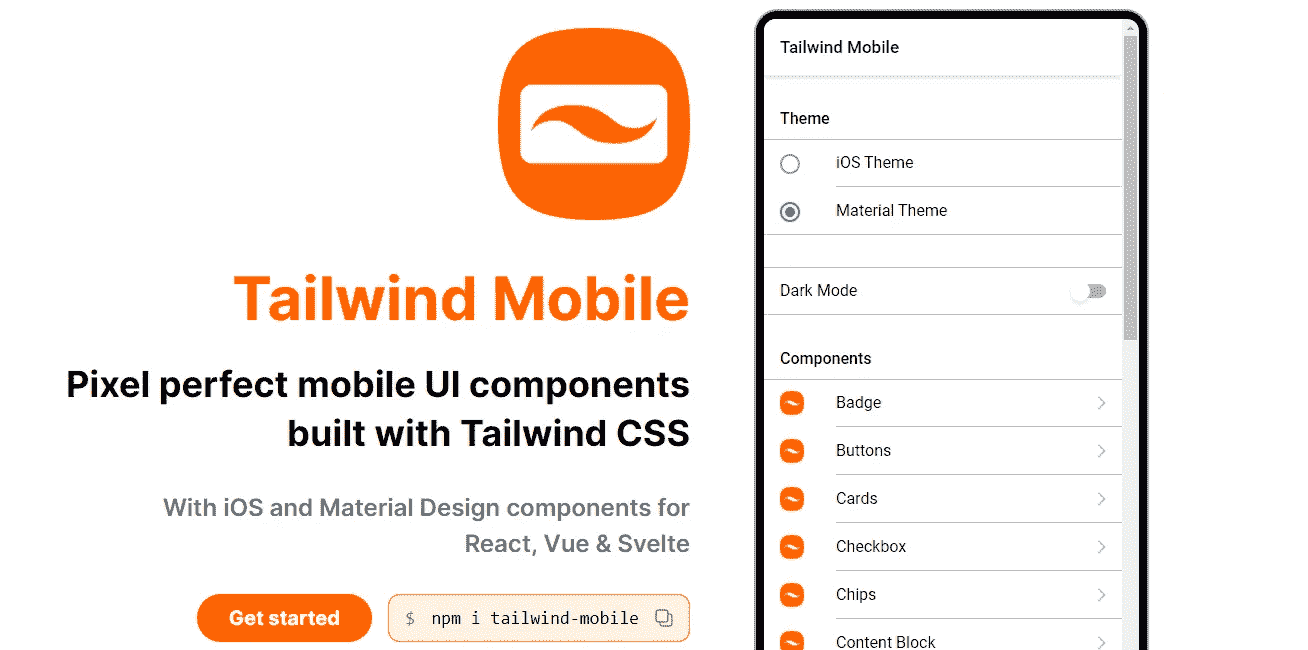 Tailwind Mobile
Pixel perfect mobile UI components
built with Tailwind CSS
With iOS and Material Design components for
React, Vue & Svelte
Get started
$ npm i tailwind-mobile
Tailwind Mobile
Theme
iOS Theme
Material Theme
Dark Mode
Components
Badge
Buttons
Cards
Checkbox
Chips
Content Block